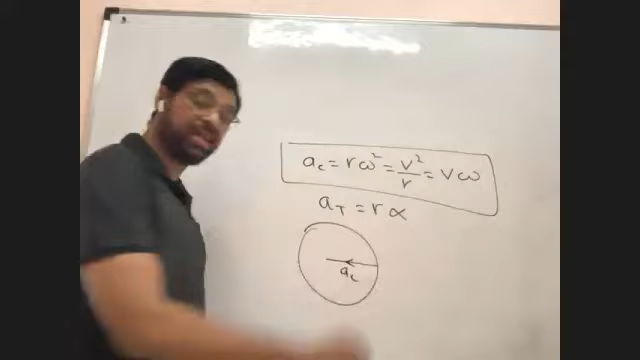 a_c = rω² = v²/r = vω
a_T = rα
a_c